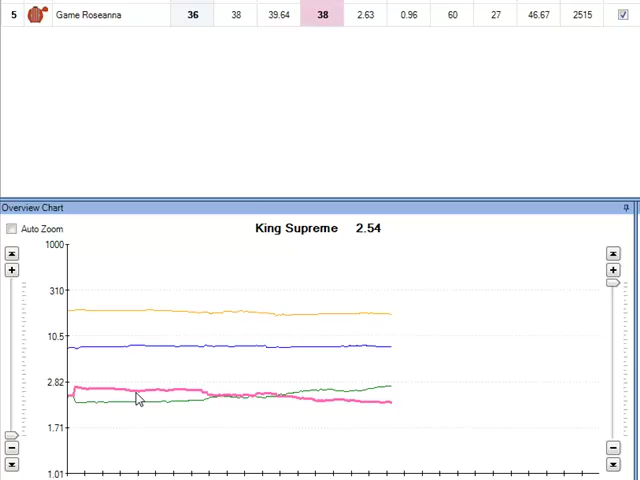 5 Game Roseanna 36 38 39.64 38 2.63 0.96 60 27 46.67 2515
Overview Chart
Auto Zoom
King Supreme 2.54
1000
310
10.5
2.82
1.71
1.01